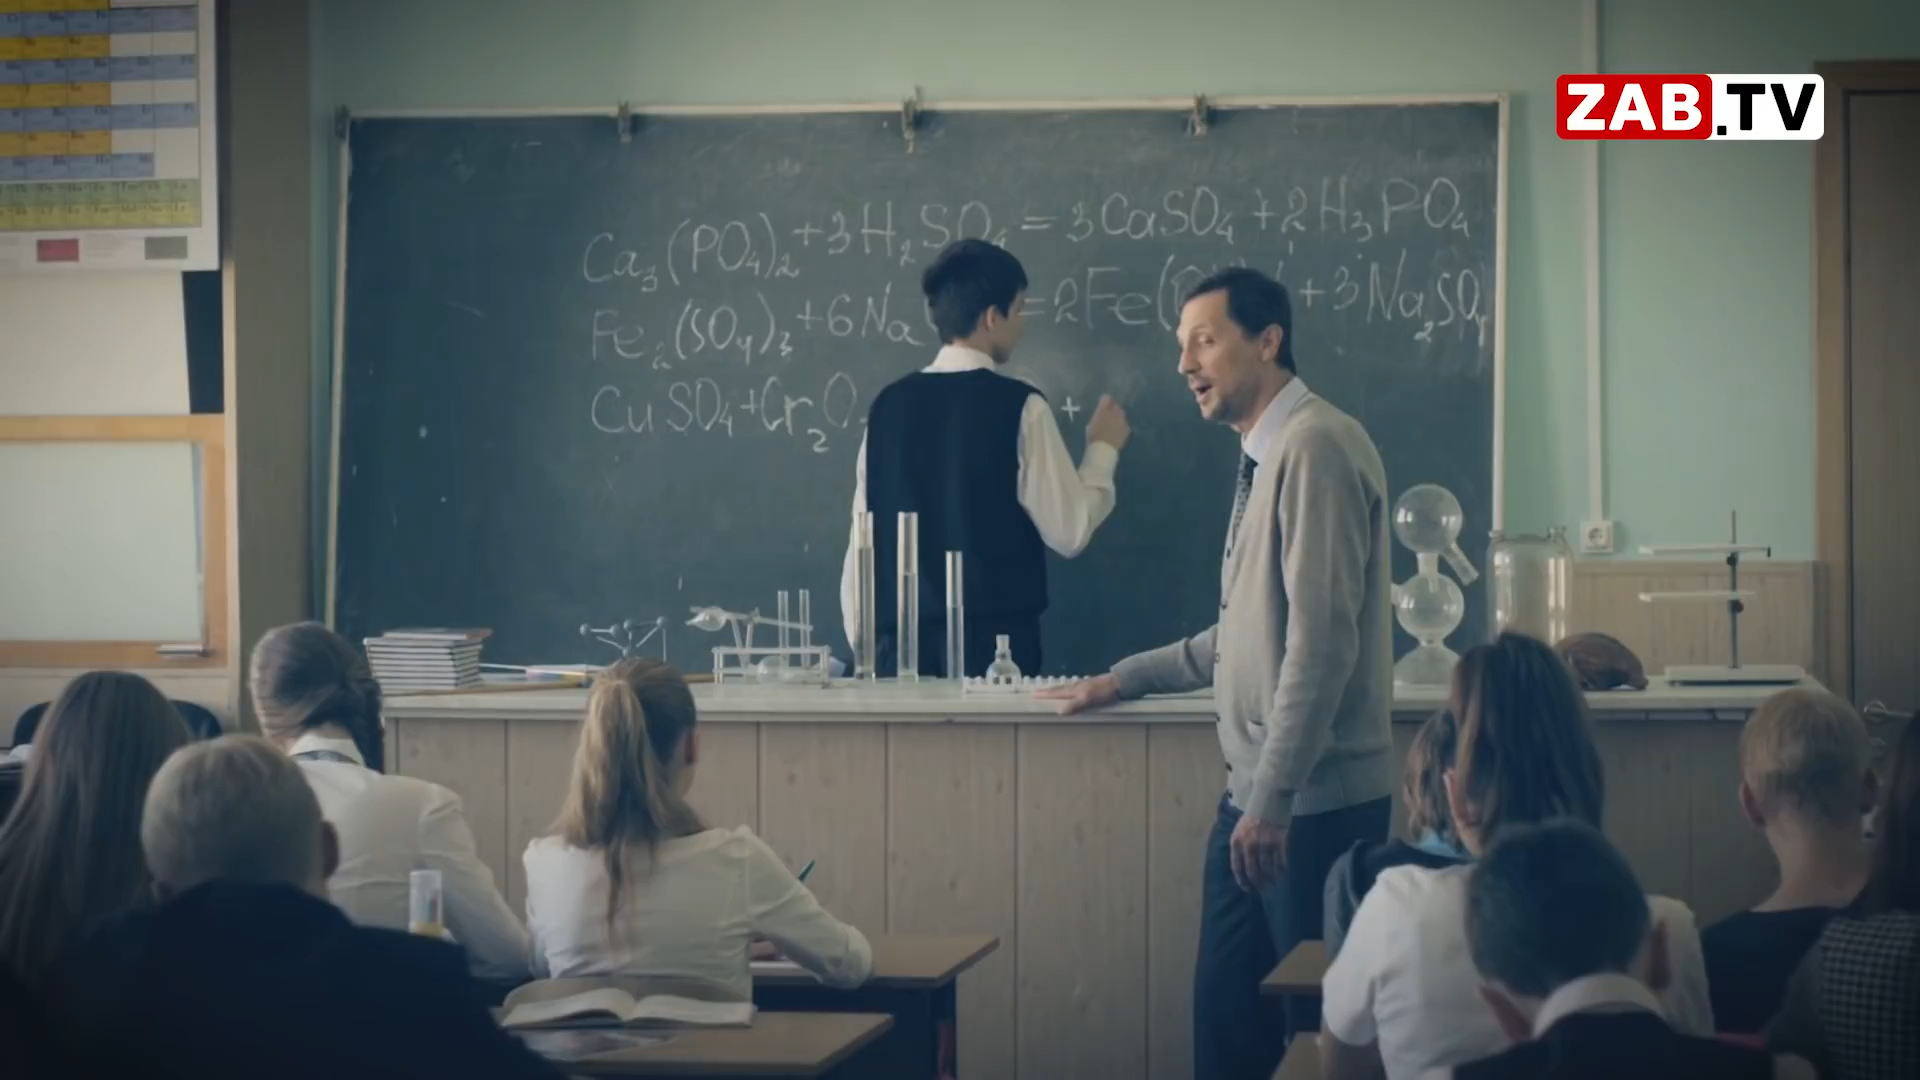 ZAB.TV
Ca₃(PO₄)₂+3H₂SO₄=3CaSO₄+2H₃PO₄
Fe₂(SO₄)₃+6Na =2Fe( +3Na₂SO₄
CuSO₄+Cr₂O +